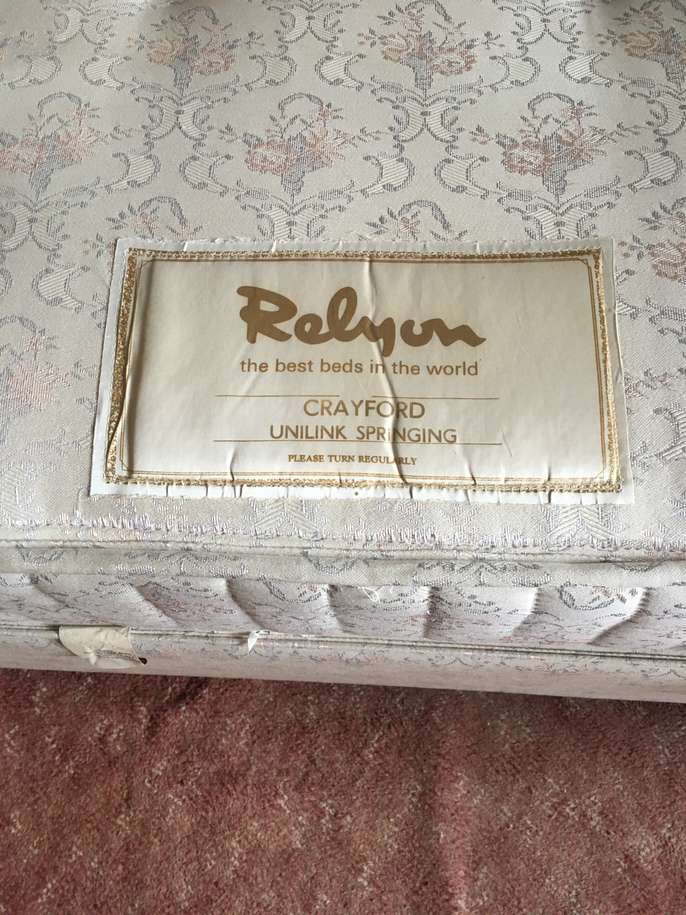 Relyon
the best beds in the world
CRAYFORD
UNILINK SPRINGING
PLEASE TURN REGULARLY